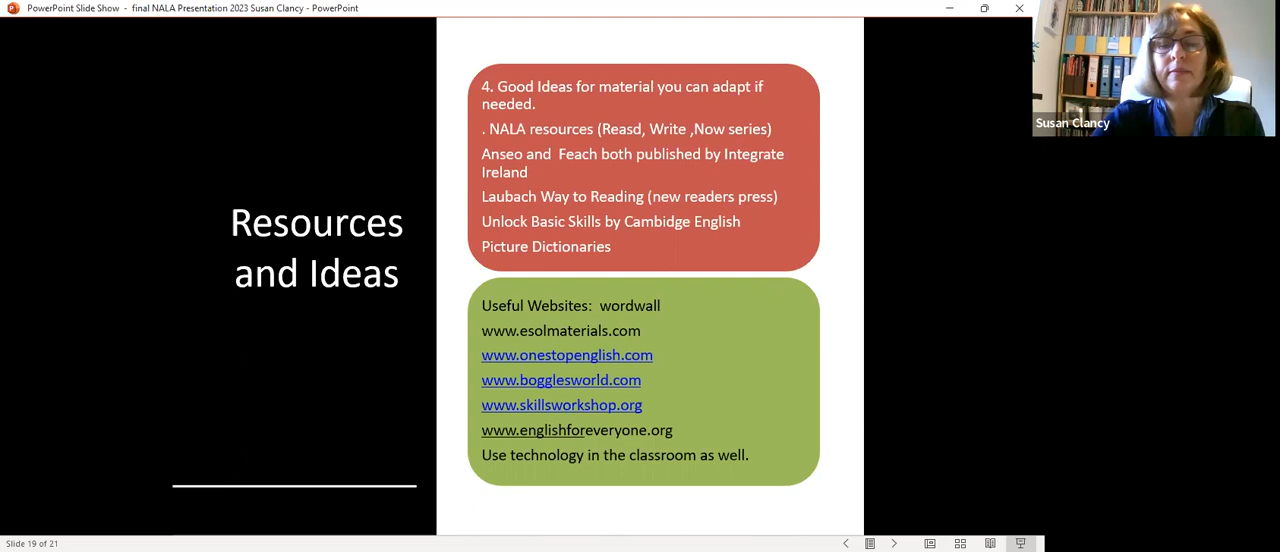 PowerPoint Slide Show - final NALA Presentation 2023 Susan Clancy - PowerPoint
Susan Clancy
Resources
and Ideas
4. Good Ideas for material you can adapt if
needed.
. NALA resources (Reasd, Write ,Now series)
Anseo and Feach both published by Integrate
Ireland
Laubach Way to Reading (new readers press)
Unlock Basic Skills by Cambidge English
Picture Dictionaries
Useful Websites: wordwall
www.esolmaterials.com
www.onestopenglish.com
www.bogglesworld.com
www.skillsworkshop.org
www.englishforeveryone.org
Use technology in the classroom as well.
Slide 19 of 21